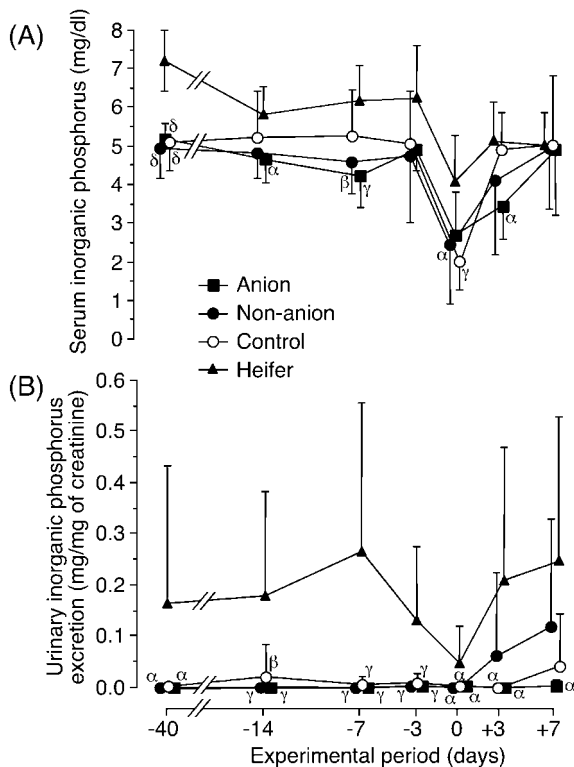 (A)
Serum inorganic phosphorus (mg/dl)
8
7
6
5
4
3
2
1
0
δ
δ
δ
α
β
γ
α
γ
α
Anion
Non-anion
Control
Heifer
(B)
Urinary inorganic phosphorus
excretion (mg/mg of creatinine)
0.6
0.5
0.4
0.3
0.2
0.1
0.0
α α β γ γ γ γ γ γ γ γ α α α α α α α
-40 -14 -7 -3 0 +3 +7
Experimental period (days)